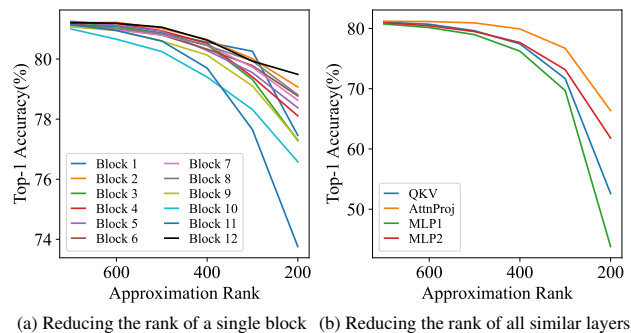 Top-1 Accuracy(%)
82
80
78
76
74
600
400
200
Approximation Rank
Block 1
Block 2
Block 3
Block 4
Block 5
Block 6
Block 7
Block 8
Block 9
Block 10
Block 11
Block 12
(a) Reducing the rank of a single block
Top-1 Accuracy(%)
80
70
60
50
600
400
200
Approximation Rank
QKV
AttnProj
MLP1
MLP2
(b) Reducing the rank of all similar layers